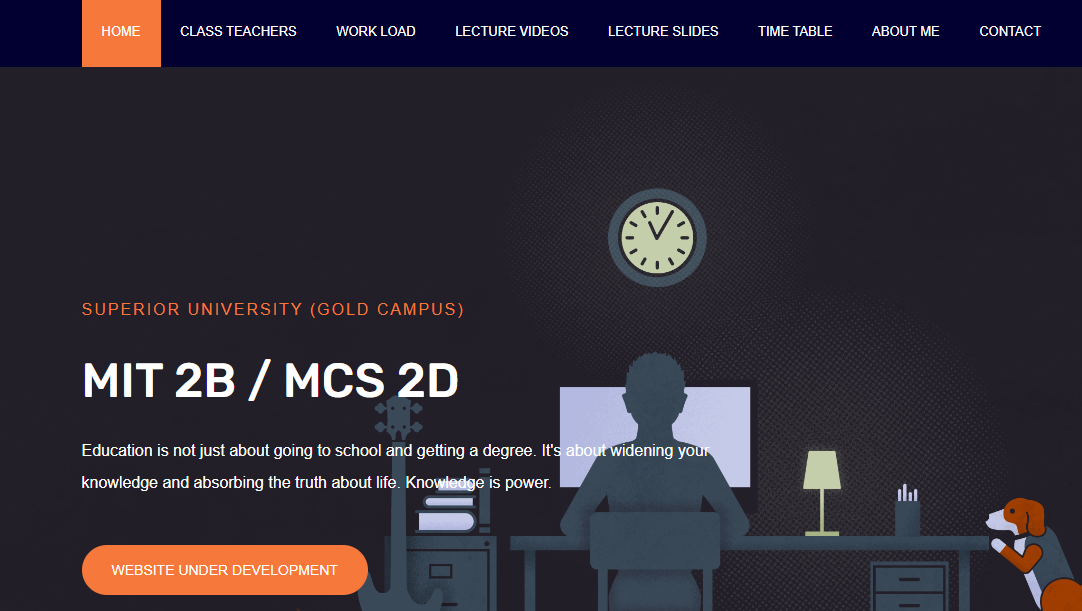 HOME CLASS TEACHERS WORK LOAD LECTURE VIDEOS LECTURE SLIDES TIME TABLE ABOUT ME CONTACT
SUPERIOR UNIVERSITY (GOLD CAMPUS)
MIT 2B / MCS 2D
Education is not just about going to school and getting a degree. It's about widening your
knowledge and absorbing the truth about life. Knowledge is power.
WEBSITE UNDER DEVELOPMENT